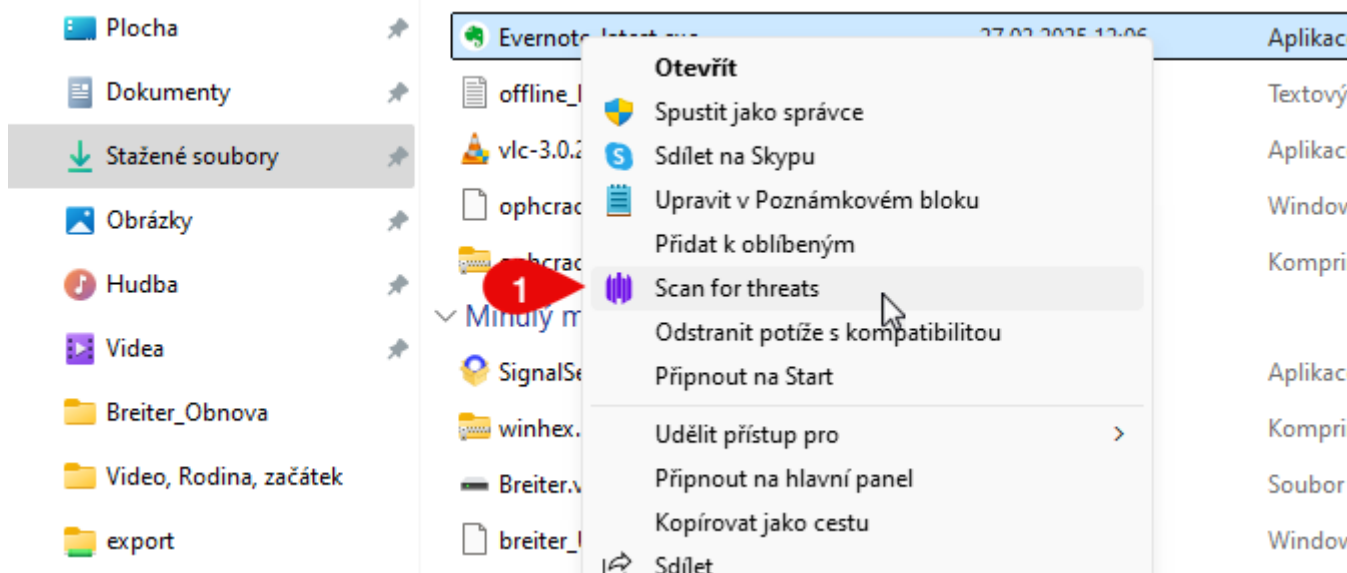 Plocha
Dokumenty
Stažené soubory
Obrázky
Hudba
Videa
Breiter_Obnova
Video, Rodina, začátek
export
Aplikac
offline_
Textový
vlc-3.0.2
Aplikac
ophcrac
Window
Kompri
Minulý m
SignalSe
Aplikac
winhex.
Kompri
Breiter.v
Soubor
breiter_
Window
Otevřít
Spustit jako správce
Sdílet na Skypu
Upravit v Poznámkovém bloku
Přidat k oblíbeným
1
Scan for threats
Odstranit potíže s kompatibilitou
Připnout na Start
Udělit přístup pro
Připnout na hlavní panel
Kopírovat jako cestu
Sdílet